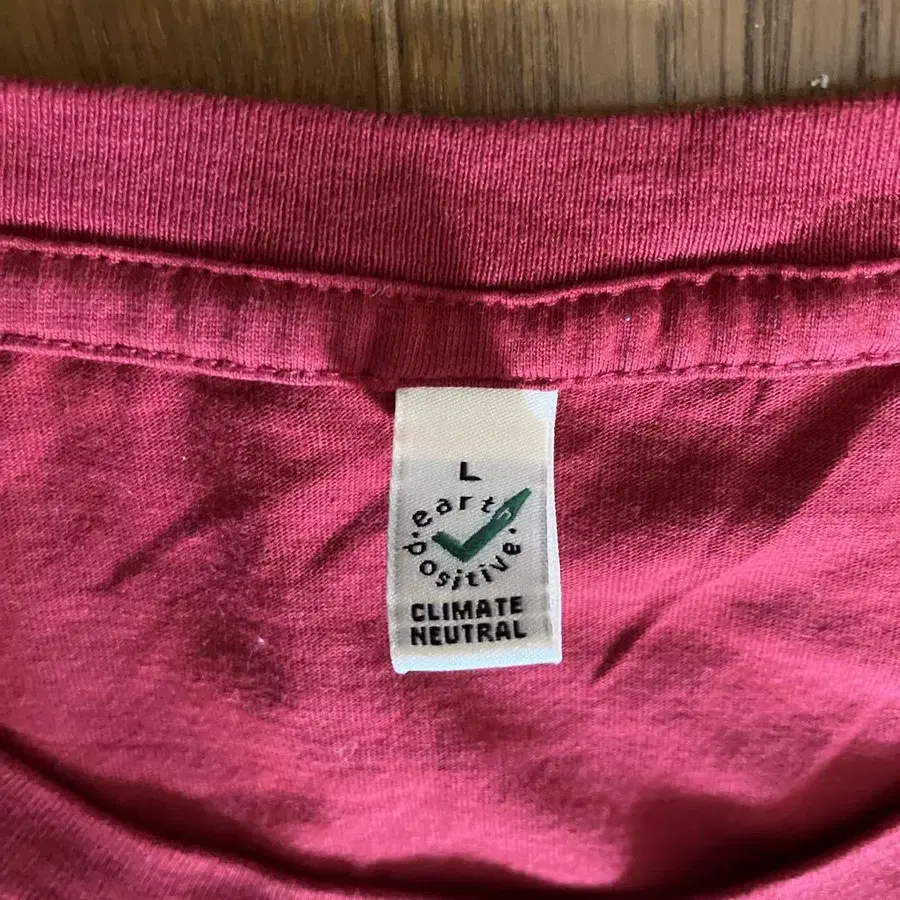 L
earth
positive
CLIMATE
NEUTRAL